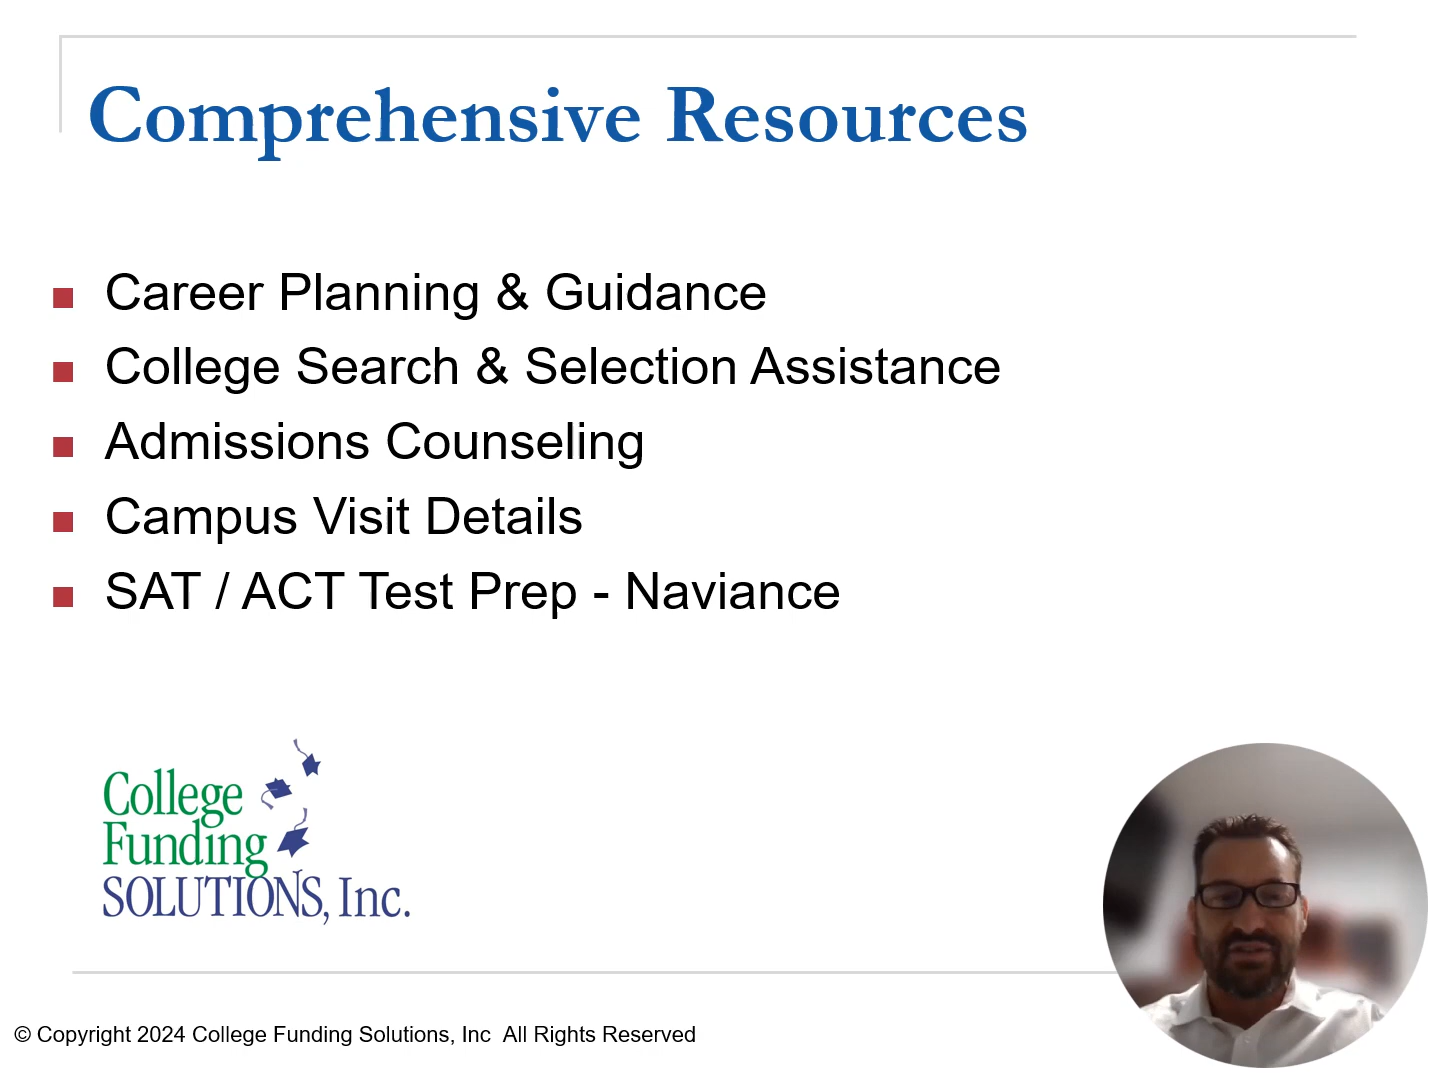 Comprehensive Resources
Career Planning & Guidance
College Search & Selection Assistance
Admissions Counseling
Campus Visit Details
SAT / ACT Test Prep - Naviance
College
Funding
SOLUTIONS, Inc.
© Copyright 2024 College Funding Solutions, Inc  All Rights Reserved